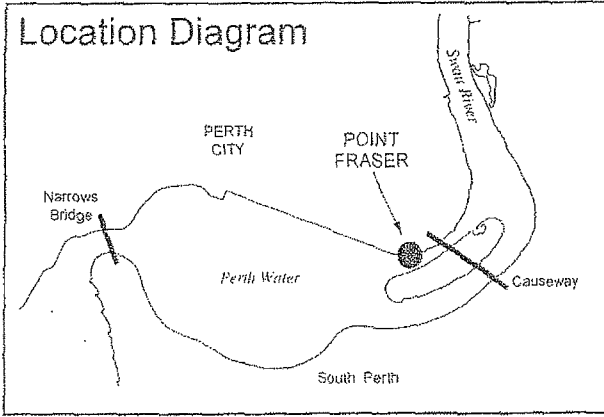 Location Diagram
Swan River
PERTH
CITY
POINT
FRASER
Narrows
Bridge
Perth Water
Causeway
South Perth